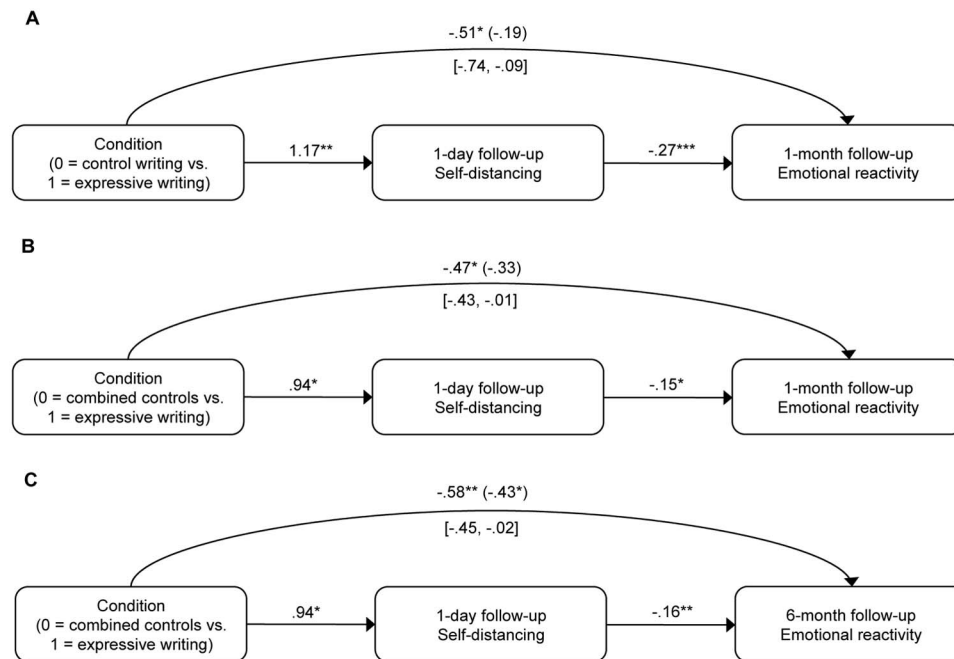 A
-.51* (-.19)
[-.74, -.09]
Condition
(0 = control writing vs.
1 = expressive writing)
1.17**
1-day follow-up
Self-distancing
-.27***
1-month follow-up
Emotional reactivity
B
-.47* (-.33)
[-.43, -.01]
Condition
(0 = combined controls vs.
1 = expressive writing)
.94*
1-day follow-up
Self-distancing
-.15*
1-month follow-up
Emotional reactivity
C
-.58** (-.43*)
[-.45, -.02]
Condition
(0 = combined controls vs.
1 = expressive writing)
.94*
1-day follow-up
Self-distancing
-.16**
6-month follow-up
Emotional reactivity